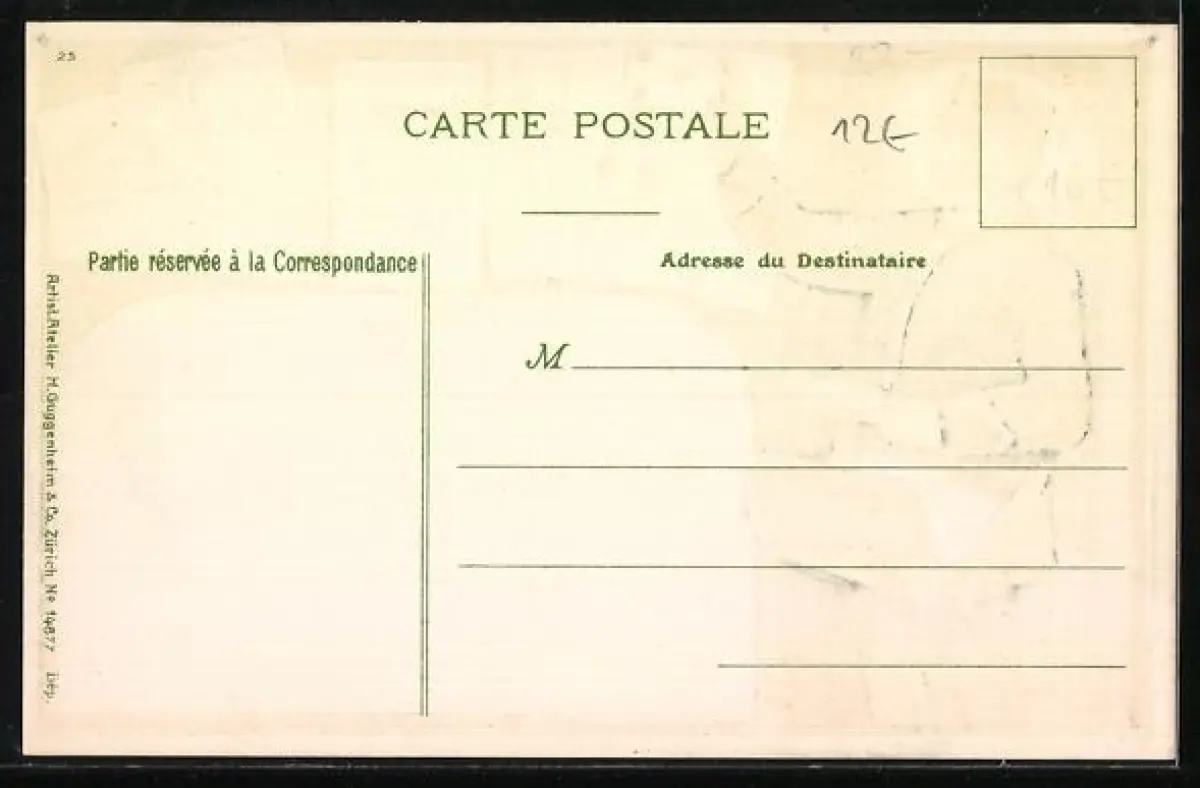 25
CARTE POSTALE
12€
Partie réservée à la Correspondance
Adresse du Destinataire
M
Artist. Atelier H. Guggenheim & Co. Zürich Nº 14877 Dép.